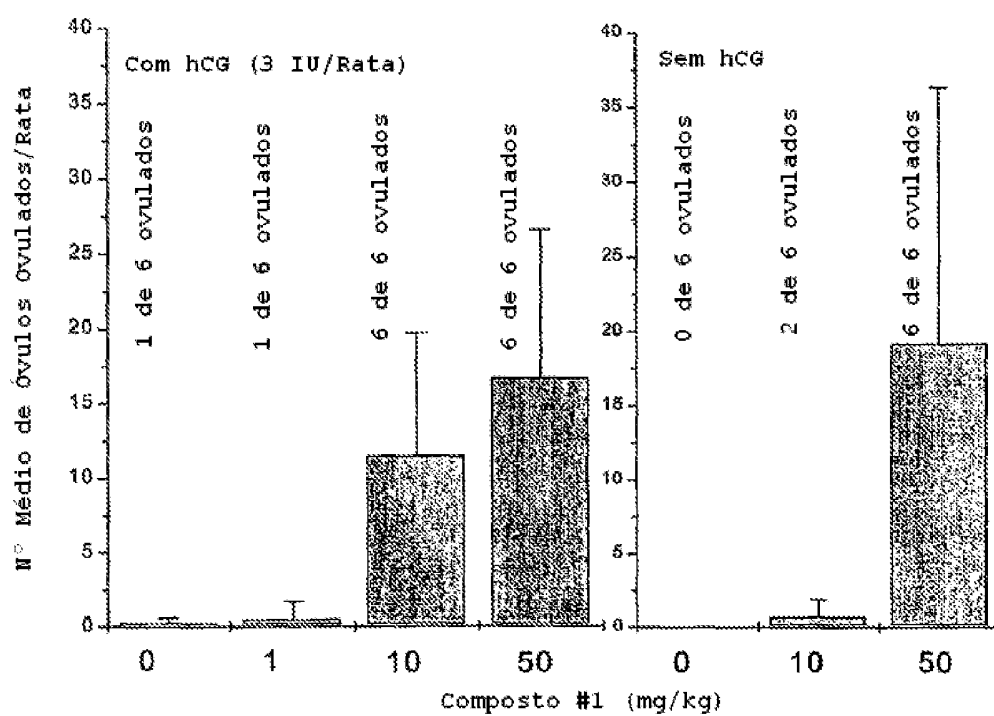 Nº Médio de Óvulos Ovulados/Rata
40
35
30
25
20
15
10
5
0
Com hCG (3 IU/Rata)
1 de 6 ovulados
1 de 6 ovulados
6 de 6 ovulados
6 de 6 ovulados
0
1
10
50
40
35
30
25
20
15
10
5
0
Sem hCG
0 de 6 ovulados
2 de 6 ovulados
6 de 6 ovulados
0
10
50
Composto #1 (mg/kg)